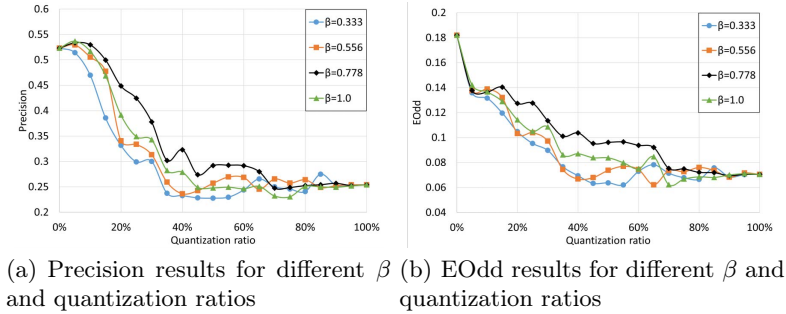 0.6
0.55
0.5
0.45
0.4
0.35
0.3
0.25
0.2
Precision
0% 20% 40% 60% 80% 100%
Quantization ratio
β=0.333
β=0.556
β=0.778
β=1.0
0.2
0.18
0.16
0.14
0.12
0.1
0.08
0.06
0.04
EOdd
0% 20% 40% 60% 80% 100%
Quantization ratio
β=0.333
β=0.556
β=0.778
β=1.0
(a) Precision results for different β
and quantization ratios
(b) EOdd results for different β and
quantization ratios